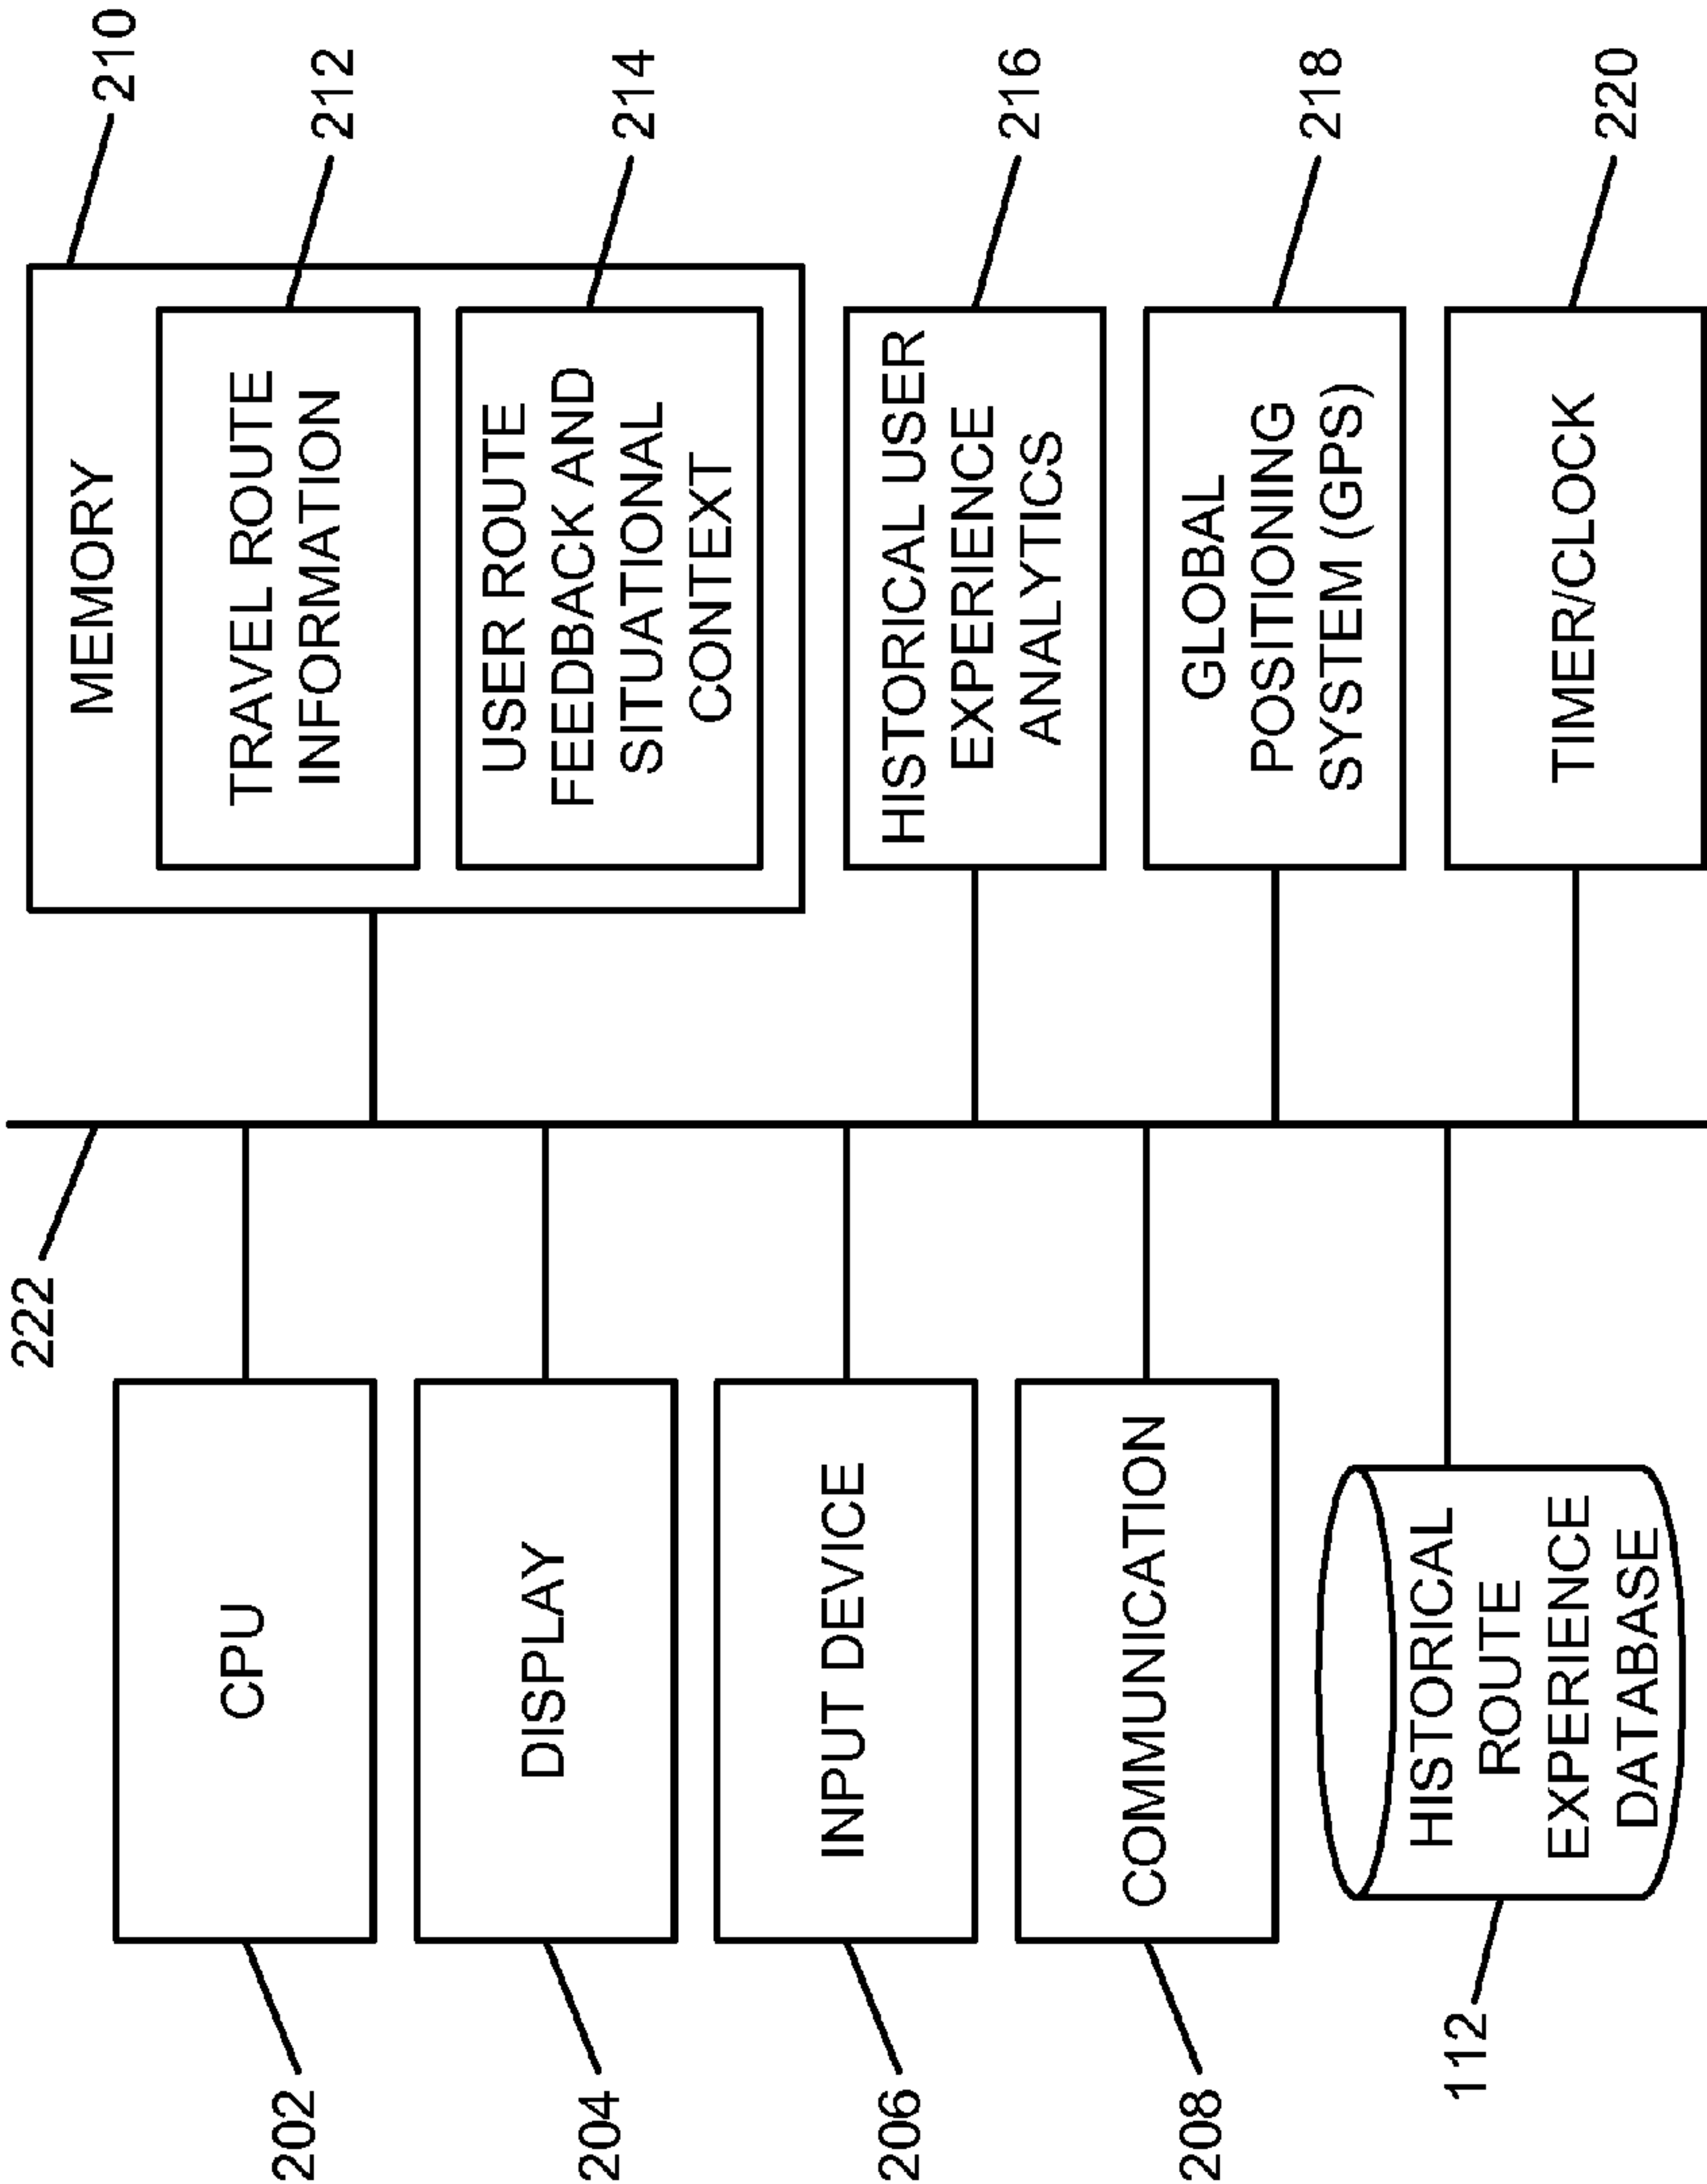 222
202
CPU
204
DISPLAY
206
INPUT DEVICE
208
COMMUNICATION
112
HISTORICAL
ROUTE
EXPERIENCE
DATABASE
210
MEMORY
212
TRAVEL ROUTE
INFORMATION
214
USER ROUTE
FEEDBACK AND
SITUATIONAL
CONTEXT
216
HISTORICAL USER
EXPERIENCE
ANALYTICS
218
GLOBAL
POSITIONING
SYSTEM (GPS)
220
TIMER/CLOCK